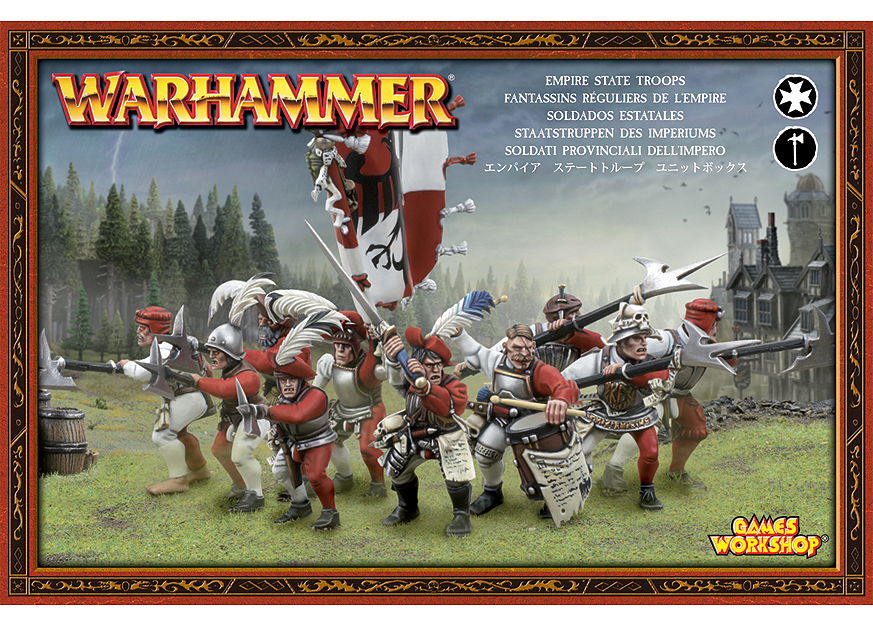 WARHAMMER®
EMPIRE STATE TROOPS
FANTASSINS RÉGULIERS DE L'EMPIRE
SOLDADOS ESTATALES
STAATSTRUPPEN DES IMPERIUMS
SOLDATI PROVINCIALI DELL'IMPERO
エンパイア　ステートトループ　ユニットボックス
GAMES
WORKSHOP®